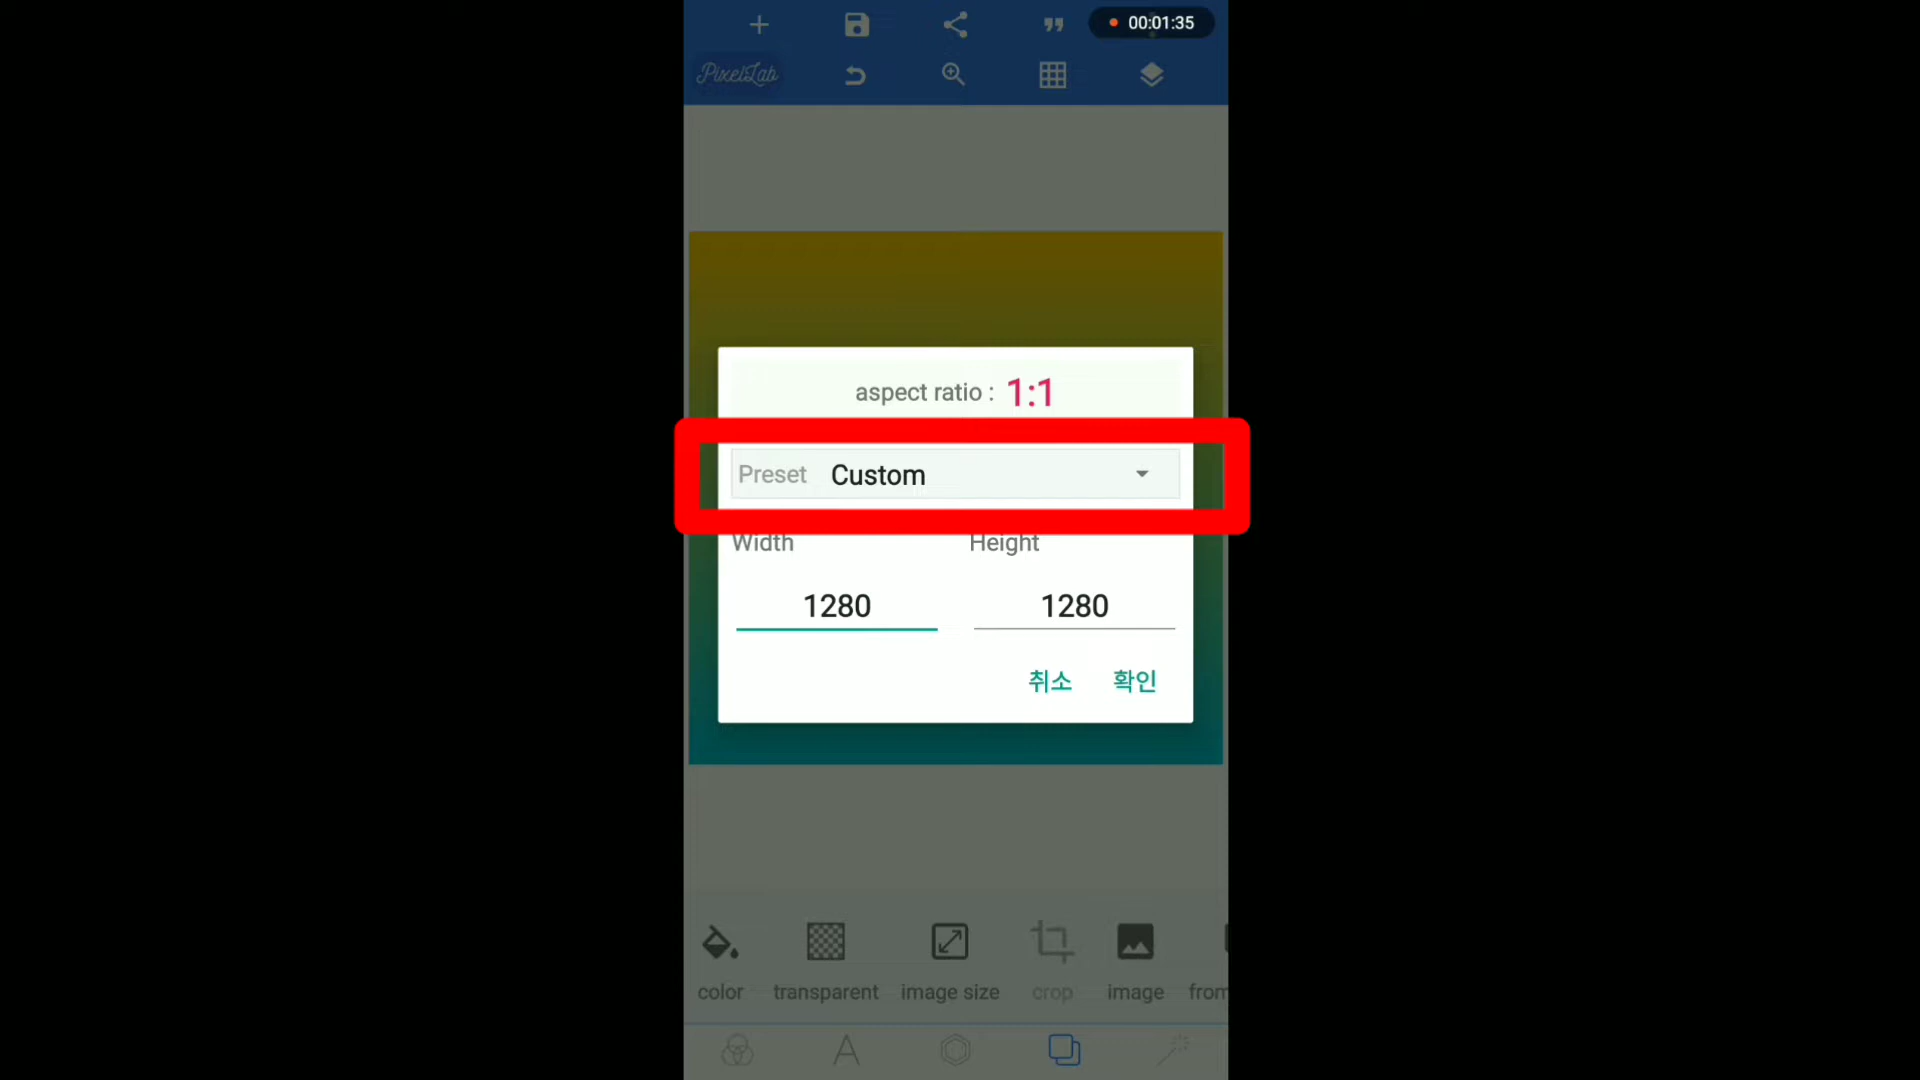 00:01:35
PixelLab
aspect ratio : 1:1
Preset Custom
Width Height
1280 1280
취소 확인
color transparent image size crop image from